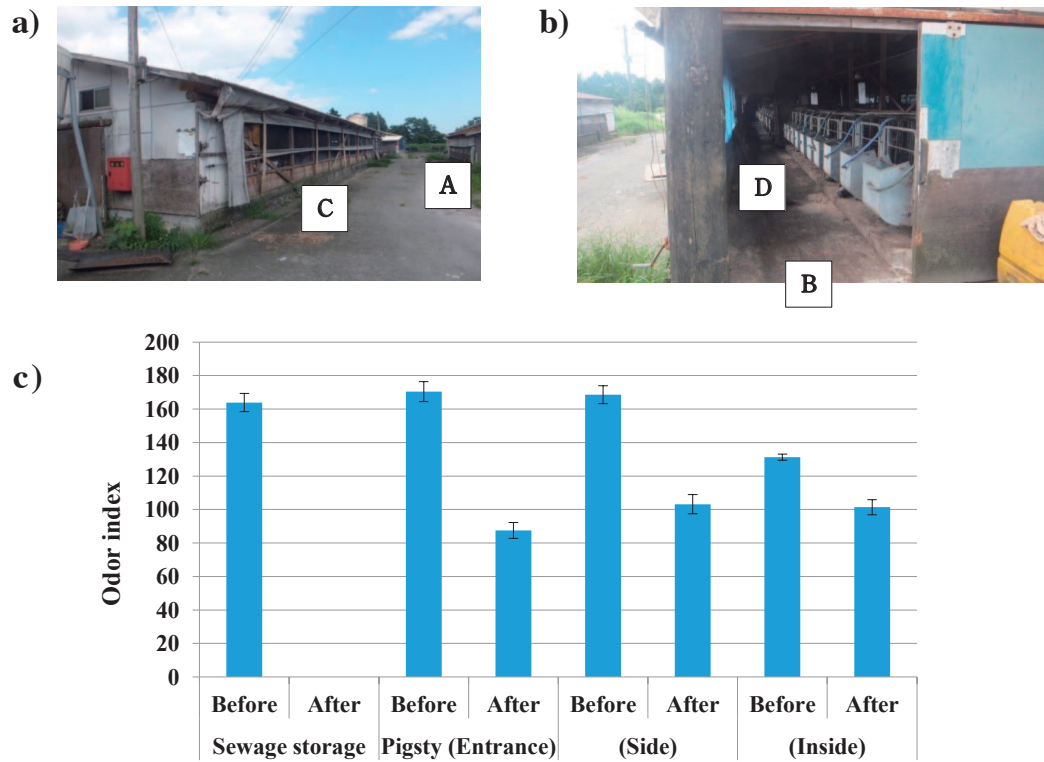 a)
b)
A
C
D
B
c)
200
180
160
140
120
100
80
60
40
20
0
Odor index
Before After Before After Before After Before After
Sewage storage Pigsty (Entrance) (Side) (Inside)